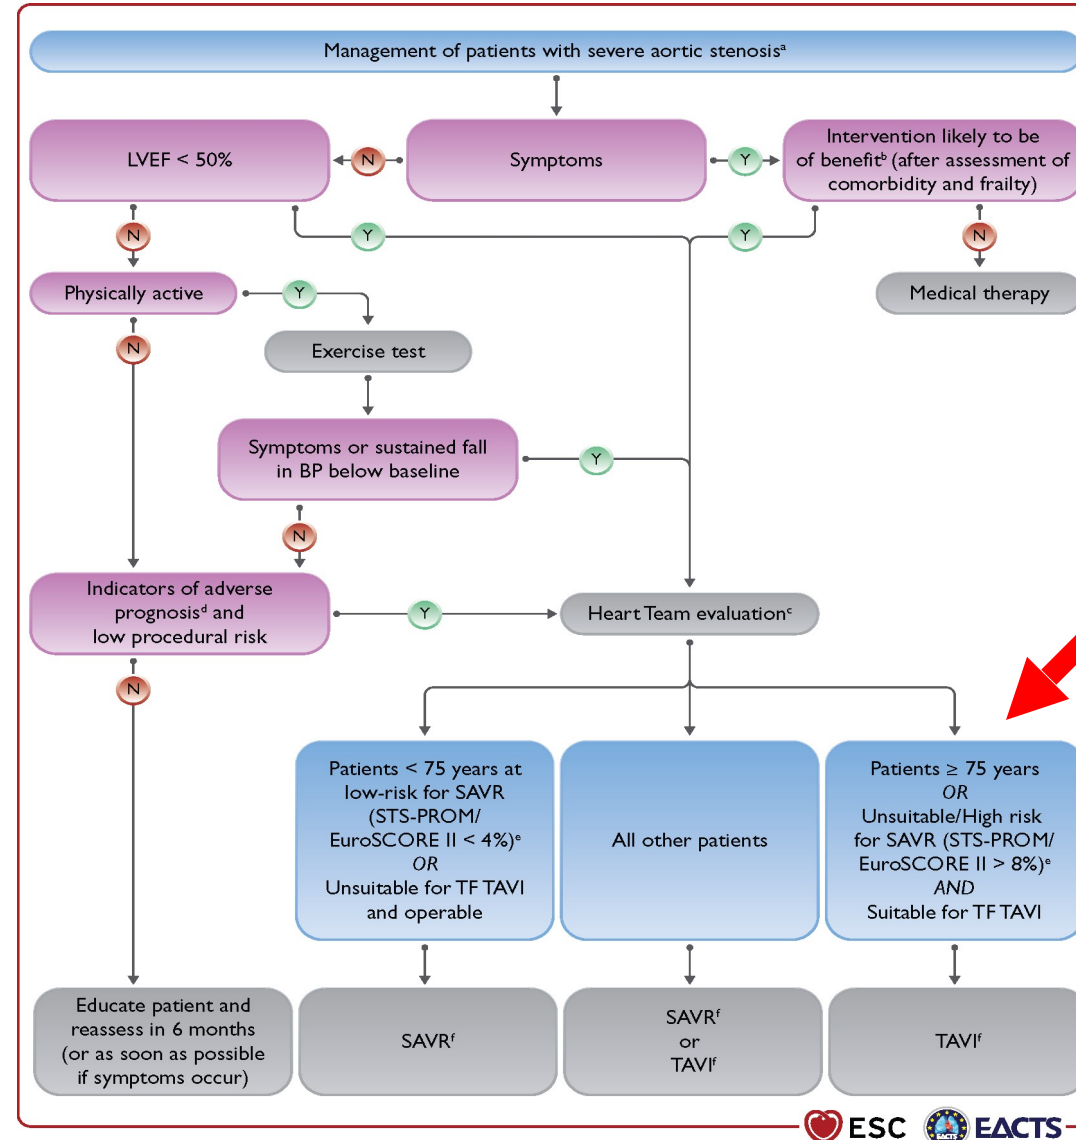 Management of patients with severe aortic stenosisᵃ
LVEF < 50%
N
Symptoms
Y
Intervention likely to be
of benefitᵇ (after assessment of
comorbidity and frailty)
N
Y
Y
N
Physically active
Y
Medical therapy
N
Exercise test
Symptoms or sustained fall
in BP below baseline
Y
N
Indicators of adverse
prognosisᵈ and
low procedural risk
Y
Heart Team evaluationᶜ
N
Patients < 75 years at
low-risk for SAVR
(STS-PROM/
EuroSCORE II < 4%)ᵉ
OR
Unsuitable for TF TAVI
and operable
All other patients
Patients ≥ 75 years
OR
Unsuitable/High risk
for SAVR (STS-PROM/
EuroSCORE II > 8%)ᵉ
AND
Suitable for TF TAVI
Educate patient and
reassess in 6 months
(or as soon as possible
if symptoms occur)
SAVRᶠ
SAVRᶠ
or
TAVIᶠ
TAVIᶠ
ESC
EACTS
EACTS